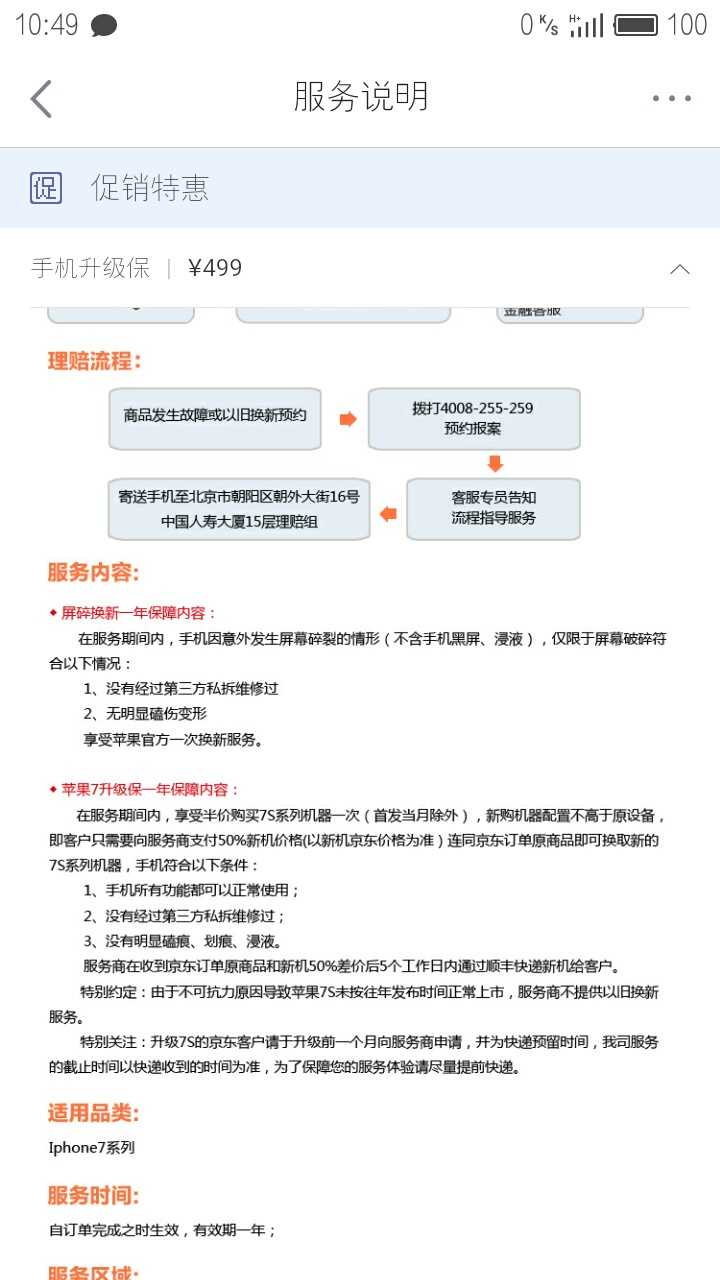 10:49 0 K/s H+ 100
服务说明
促 促销特惠
手机升级保 | ¥499
金融客服
理赔流程：
商品发生故障或以旧换新预约
拨打4008-255-259
预约报案
寄送手机至北京市朝阳区朝外大街16号
中国人寿大厦15层理赔组
客服专员告知
流程指导服务
服务内容:
屏碎换新一年保障内容：
在服务期间内，手机因意外发生屏幕碎裂的情形（不含手机黑屏、浸液），仅限于屏幕破碎符
合以下情况：
1、没有经过第三方私拆维修过
2、无明显磕伤变形
享受苹果官方一次换新服务。
苹果7升级保一年保障内容：
在服务期间内，享受半价购买7S系列机器一次（首发当月除外），新购机器配置不高于原设备，
即客户只需要向服务商支付50%新机价格(以新机京东价格为准）连同京东订单原商品即可换取新的
7S系列机器，手机符合以下条件：
1、手机所有功能都可以正常使用；
2、没有经过第三方私拆维修过；
3、没有明显磕痕、划痕、浸液。
服务商在收到京东订单原商品和新机50%差价后5个工作日内通过顺丰快递新机给客户。
特别约定：由于不可抗力原因导致苹果7S未按往年发布时间正常上市，服务商不提供以旧换新
服务。
特别关注：升级7S的京东客户请于升级前一个月向服务商申请，并为快递预留时间，我司服务
的截止时间以快递收到的时间为准，为了保障您的服务体验请尽量提前快递。
适用品类:
Iphone7系列
服务时间:
自订单完成之时生效，有效期一年；
服务区域: